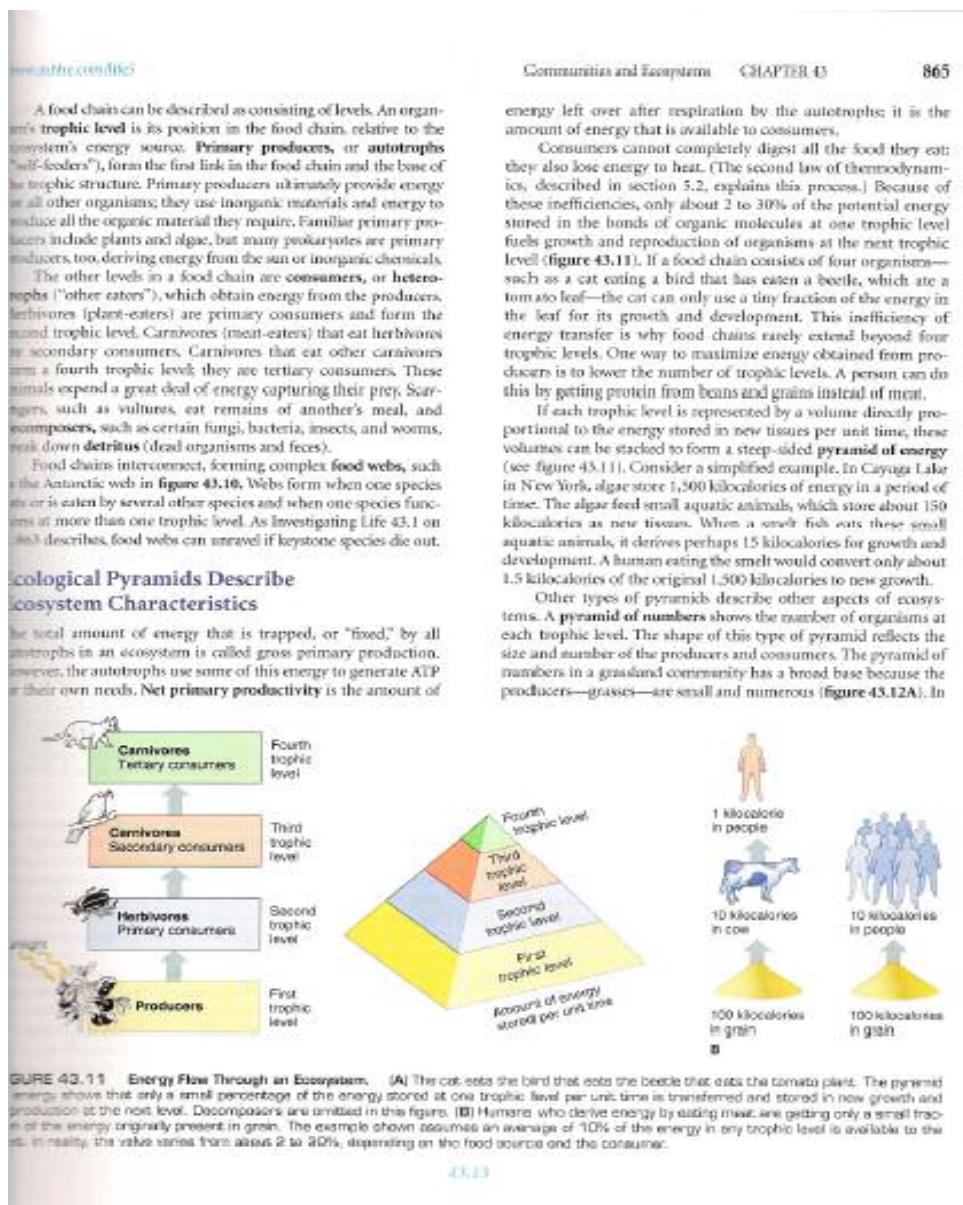 Communities and Ecosystems CHAPTER 43 865
A food chain can be described as consisting of levels. An organ-
trophic level is its position in the food chain, relative to the
energy source. Primary producers, or autotrophs
("self-feeders"), form the first link in the food chain and the base of
trophic structure. Primary producers ultimately provide energy
all other organisms; they use inorganic materials and energy to
all the organic material they require. Familiar primary pro-
include plants and algae, but many prokaryotes are primary
too, deriving energy from the sun or inorganic chemicals.
The other levels in a food chain are consumers, or hetero-
("other eaters"), which obtain energy from the producers.
(plant-eaters) are primary consumers and form the
trophic level. Carnivores (meat-eaters) that eat herbivores
secondary consumers. Carnivores that eat other carnivores
a fourth trophic level; they are tertiary consumers. These
expend a great deal of energy capturing their prey. Scav-
such as vultures, eat remains of another's meal, and
such as certain fungi, bacteria, insects, and worms,
down detritus (dead organisms and feces).
Food chains interconnect, forming complex food webs, such
the Antarctic web in figure 43.10. Webs form when one species
or is eaten by several other species and when one species func-
at more than one trophic level. As Investigating Life 43.1 on
describes, food webs can unravel if keystone species die out.
Ecological Pyramids Describe
Ecosystem Characteristics
total amount of energy that is trapped, or "fixed," by all
in an ecosystem is called gross primary production.
the autotrophs use some of this energy to generate ATP
their own needs. Net primary productivity is the amount of
energy left over after respiration by the autotrophs; it is the
amount of energy that is available to consumers.
Consumers cannot completely digest all the food they eat;
they also lose energy to heat. (The second law of thermodynam-
ics, described in section 5.2, explains this process.) Because of
these inefficiencies, only about 2 to 30% of the potential energy
stored in the bonds of organic molecules at one trophic level
fuels growth and reproduction of organisms at the next trophic
level (figure 43.11). If a food chain consists of four organisms—
such as a cat eating a bird that has eaten a beetle, which ate a
tomato leaf—the cat can only use a tiny fraction of the energy in
the leaf for its growth and development. This inefficiency of
energy transfer is why food chains rarely extend beyond four
trophic levels. One way to maximize energy obtained from pro-
ducers is to lower the number of trophic levels. A person can do
this by getting protein from beans and grains instead of meat.
If each trophic level is represented by a volume directly pro-
portional to the energy stored in new tissues per unit time, these
volumes can be stacked to form a steep-sided pyramid of energy
(see figure 43.11). Consider a simplified example. In Cayuga Lake
in New York, algae store 1,500 kilocalories of energy in a period of
time. The algae feed small aquatic animals, which store about 150
kilocalories as new tissues. When a smelt fish eats these small
aquatic animals, it derives perhaps 15 kilocalories for growth and
development. A human eating the smelt would convert only about
1.5 kilocalories of the original 1,500 kilocalories to new growth.
Other types of pyramids describe other aspects of ecosys-
tems. A pyramid of numbers shows the number of organisms at
each trophic level. The shape of this type of pyramid reflects the
size and number of the producers and consumers. The pyramid of
numbers in a grassland community has a broad base because the
producers—grasses—are small and numerous (figure 43.12A). In
Carnivores
Tertiary consumers
Fourth
trophic
level
Carnivores
Secondary consumers
Third
trophic
level
Herbivores
Primary consumers
Second
trophic
level
Producers
First
trophic
level
Fourth
trophic level
Third
trophic
level
Second
trophic level
First
trophic level
Amount of energy
stored per unit time
1 kilocalorie
in people
10 kilocalories
in cow
10 kilocalories
in people
100 kilocalories
in grain
100 kilocalories
in grain
B
GURE 43.11 Energy Flow Through an Ecosystem. (A) The cat eats the bird that eats the beetle that eats the tomato plant. The pyramid
energy shows that only a small percentage of the energy stored at one trophic level per unit time is transferred and stored in new growth and
at the next level. Decomposers are omitted in this figure. (B) Humans who derive energy by eating meat are getting only a small frac-
of the energy originally present in grain. The example shown assumes an average of 10% of the energy in any trophic level is available to the
In reality, the value varies from about 2 to 30%, depending on the food source and the consumer.
43.13